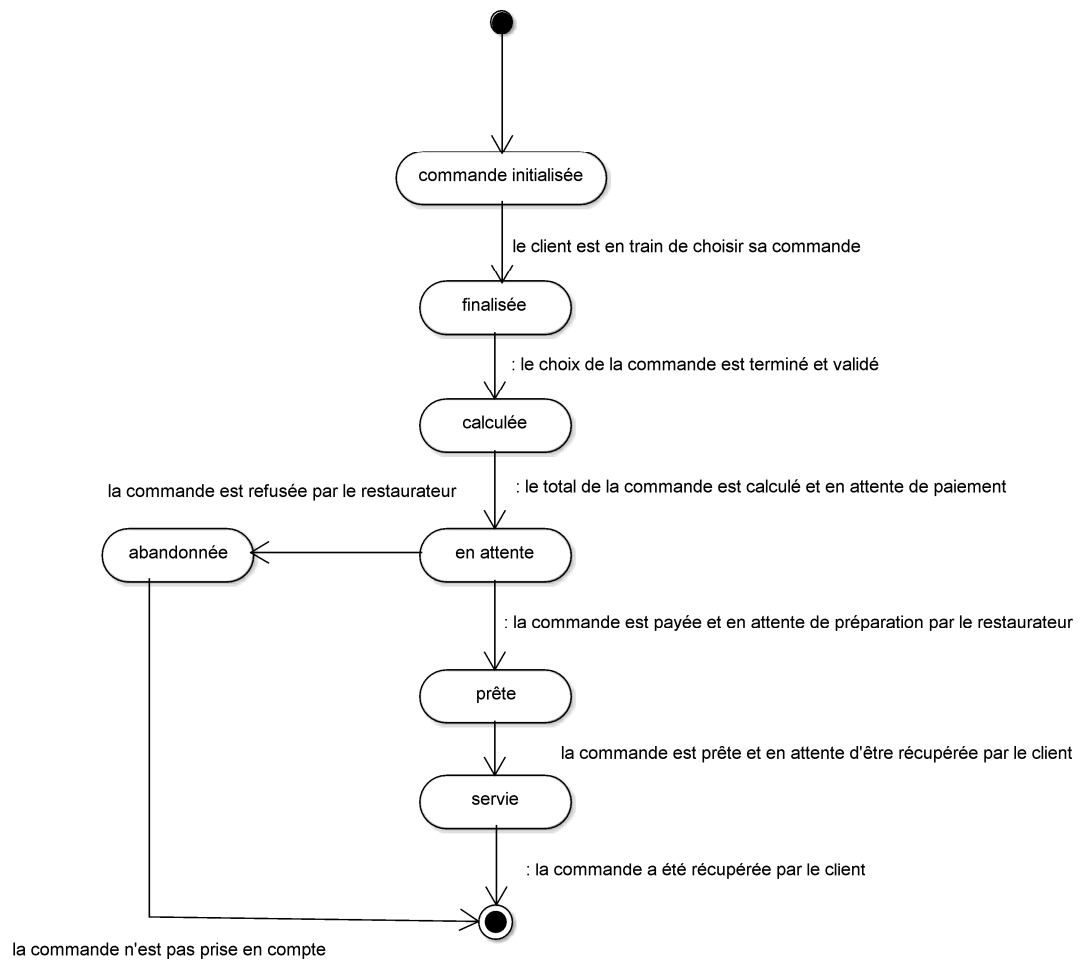 commande initialisée
le client est en train de choisir sa commande
finalisée
: le choix de la commande est terminé et validé
calculée
la commande est refusée par le restaurateur
: le total de la commande est calculé et en attente de paiement
abandonnée
en attente
: la commande est payée et en attente de préparation par le restaurateur
prête
la commande est prête et en attente d'être récupérée par le client
servie
: la commande a été récupérée par le client
la commande n'est pas prise en compte